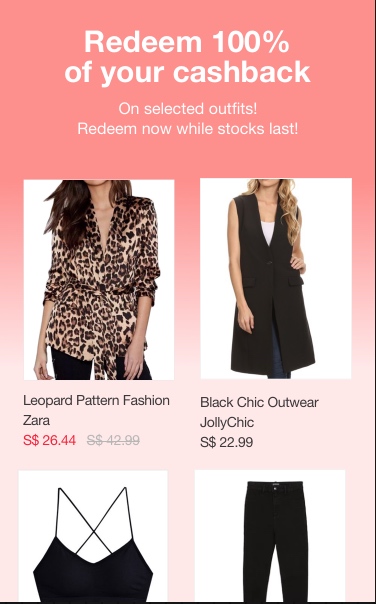 Redeem 100%
of your cashback
On selected outfits!
Redeem now while stocks last!
Leopard Pattern Fashion
Zara
S$ 26.44 S$ 42.99
Black Chic Outwear
JollyChic
S$ 22.99